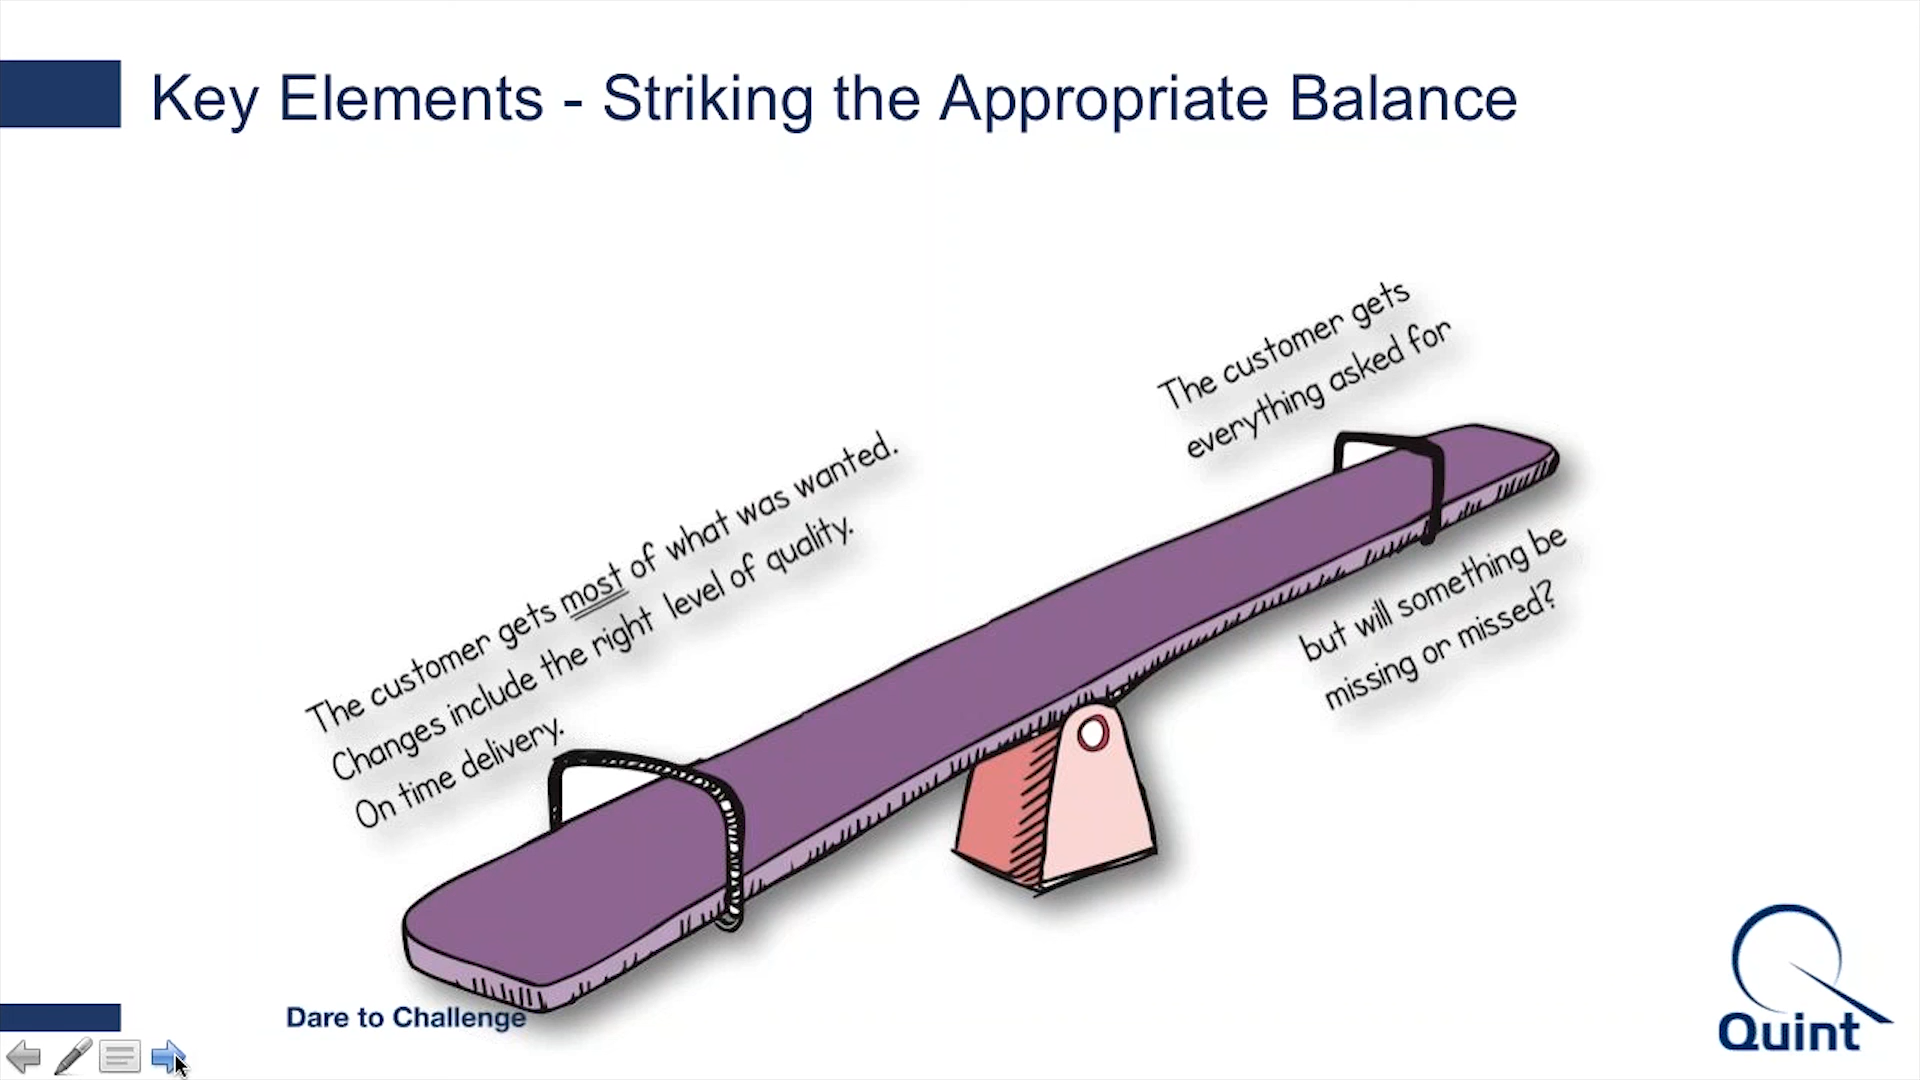 Key Elements - Striking the Appropriate Balance
The customer gets
everything asked for
The customer gets most of what was wanted.
Changes include the right level of quality.
On time delivery.
but will something be
missing or missed?
Dare to Challenge
Quint